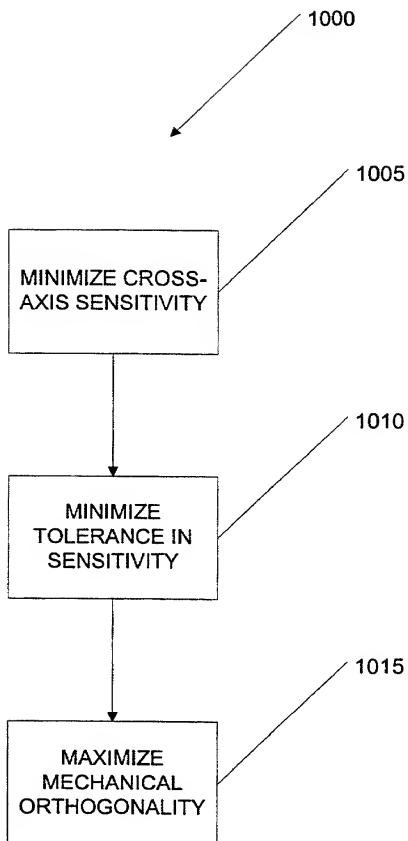 1000
1005
MINIMIZE CROSS-
AXIS SENSITIVITY
1010
MINIMIZE
TOLERANCE IN
SENSITIVITY
1015
MAXIMIZE
MECHANICAL
ORTHOGONALITY